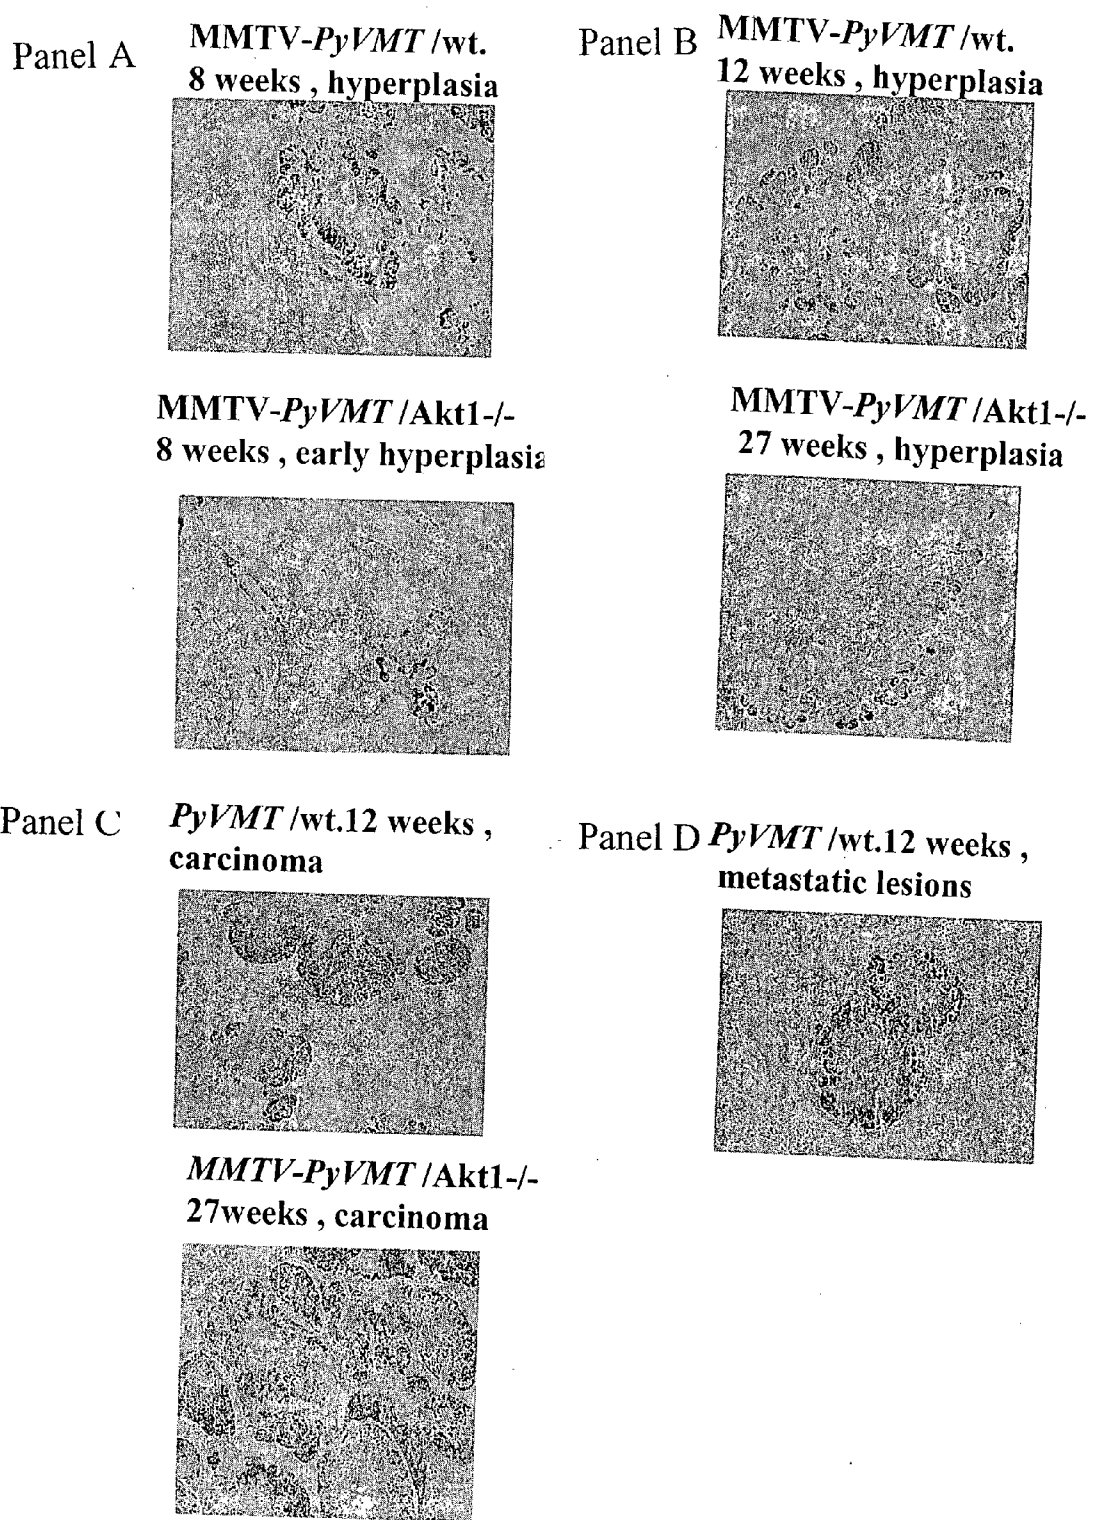 Panel A
MMTV-PyVMT /wt.
8 weeks , hyperplasia
MMTV-PyVMT /Akt1-/-
8 weeks , early hyperplasia
Panel B
MMTV-PyVMT /wt.
12 weeks , hyperplasia
MMTV-PyVMT /Akt1-/-
27 weeks , hyperplasia
Panel C
PyVMT /wt.12 weeks ,
carcinoma
MMTV-PyVMT /Akt1-/-
27weeks , carcinoma
Panel D
PyVMT /wt.12 weeks ,
metastatic lesions